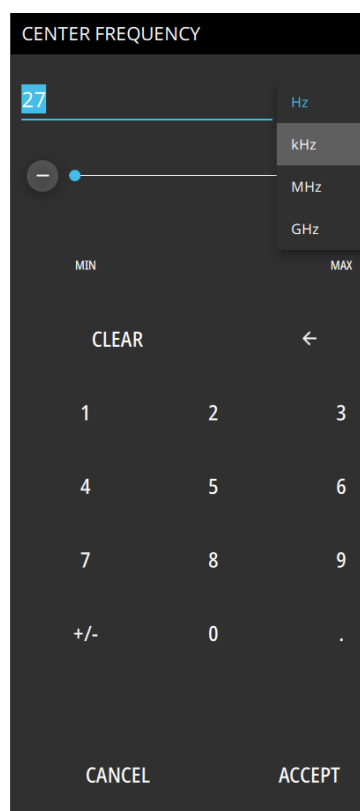 CENTER FREQUENCY
27
Hz
kHz
MHz
GHz
MIN MAX
CLEAR ←
1 2 3
4 5 6
7 8 9
+/- 0 .
CANCEL ACCEPT